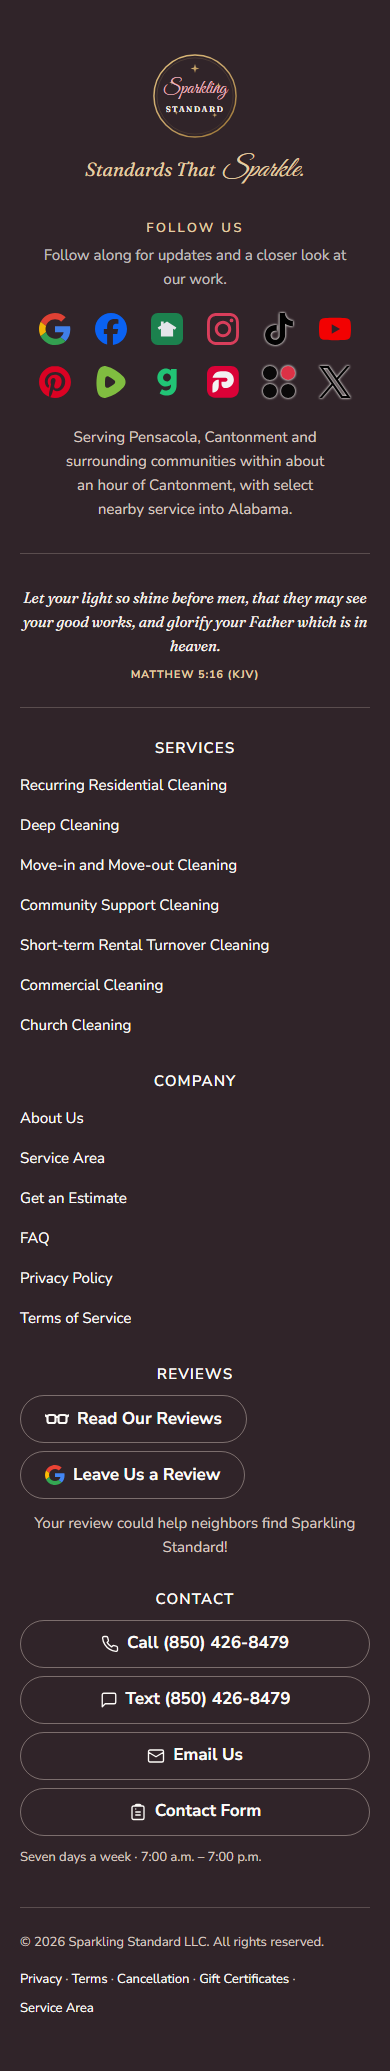 Sparkling
STANDARD
Standards That Sparkle.
FOLLOW US
Follow along for updates and a closer look at
our work.
Serving Pensacola, Cantonment and
surrounding communities within about
an hour of Cantonment, with select
nearby service into Alabama.
Let your light so shine before men, that they may see
your good works, and glorify your Father which is in
heaven.
MATTHEW 5:16 (KJV)
SERVICES
Recurring Residential Cleaning
Deep Cleaning
Move-in and Move-out Cleaning
Community Support Cleaning
Short-term Rental Turnover Cleaning
Commercial Cleaning
Church Cleaning
COMPANY
About Us
Service Area
Get an Estimate
FAQ
Privacy Policy
Terms of Service
REVIEWS
Read Our Reviews
Leave Us a Review
Your review could help neighbors find Sparkling
Standard!
CONTACT
Call (850) 426-8479
Text (850) 426-8479
Email Us
Contact Form
Seven days a week · 7:00 a.m. – 7:00 p.m.
© 2026 Sparkling Standard LLC. All rights reserved.
Privacy · Terms · Cancellation · Gift Certificates ·
Service Area